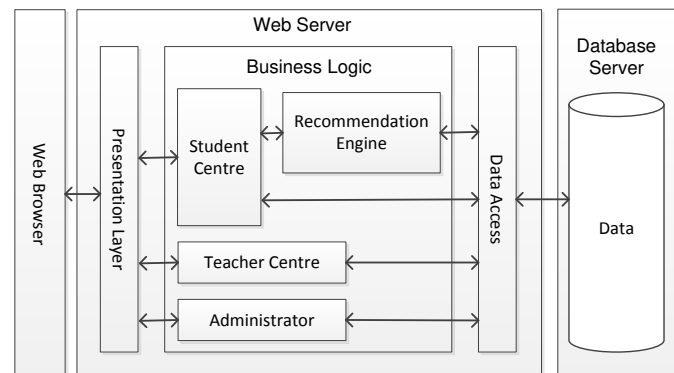 Web Server
Database
Server
Business Logic
Web Browser
Presentation Layer
Student
Centre
Recommendation
Engine
Data Access
Data
Teacher Centre
Administrator